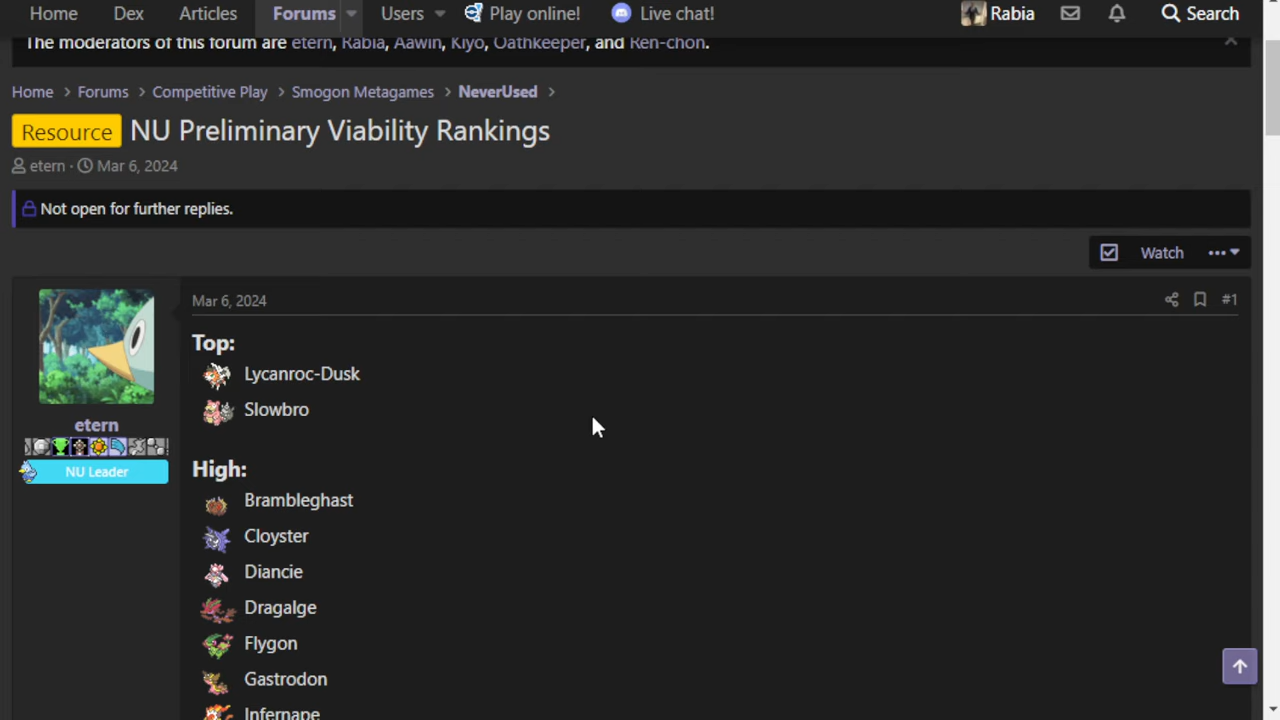 Home Dex Articles Forums Users Play online! Live chat! Rabia Search
The moderators of this forum are etern, Rabia, Aawin, Kiyo, Oathkeeper, and Ren-chon.
Home > Forums > Competitive Play > Smogon Metagames > NeverUsed >
Resource NU Preliminary Viability Rankings
etern · Mar 6, 2024
Not open for further replies.
Watch •••
Mar 6, 2024 #1
Top:
Lycanroc-Dusk
Slowbro
etern
NU Leader
High:
Brambleghast
Cloyster
Diancie
Dragalge
Flygon
Gastrodon
Infernape